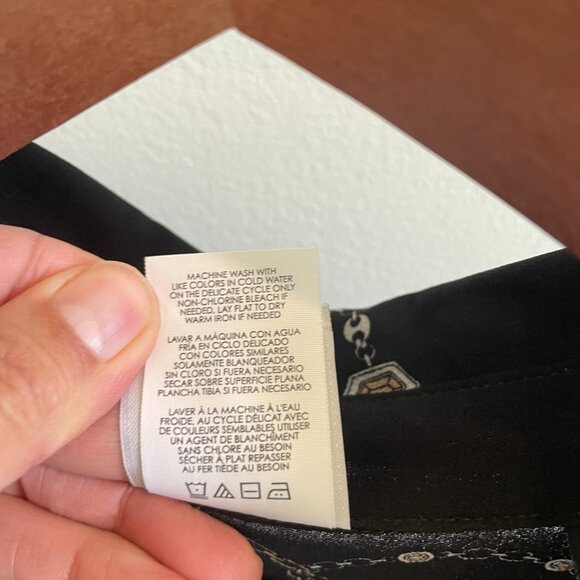 MACHINE WASH WITH
LIKE COLORS IN COLD WATER
ON THE DELICATE CYCLE ONLY
NON-CHLORINE BLEACH IF
NEEDED, LAY FLAT TO DRY
WARM IRON IF NEEDED
LAVAR A MÁQUINA CON AGUA
FRÍA EN CICLO DELICADO
CON COLORES SIMILARES
SOLAMENTE BLANQUEADOR
SIN CLORO SI FUERA NECESARIO
SECAR SOBRE SUPERFICIE PLANA
PLANCHA TIBIA SI FUERA NECESARIO
LAVER À LA MACHINE À L'EAU
FROIDE, AU CYCLE DÉLICAT AVEC
DE COULEURS SEMBLABLES UTILISER
UN AGENT DE BLANCHÎMENT
SANS CHLORE AU BESOIN
SÉCHER À PLAT REPASSER
AU FER TIÈDE AU BESOIN